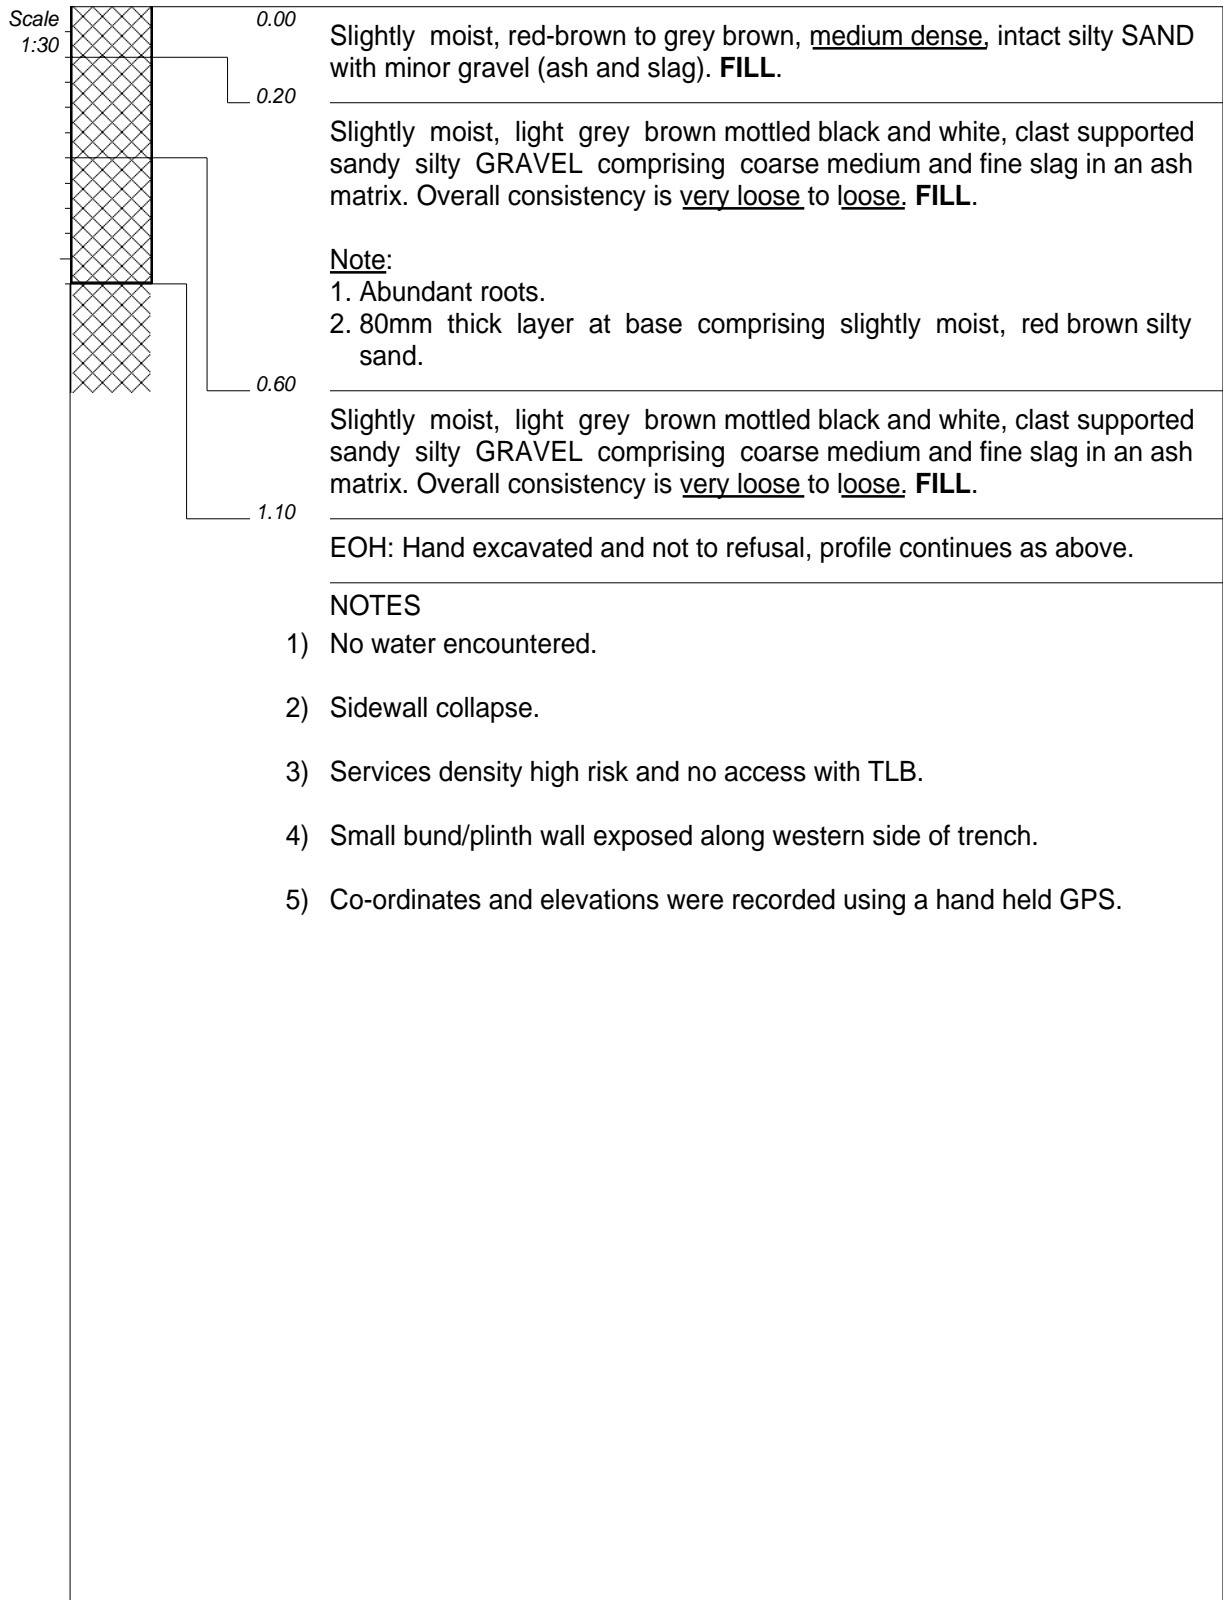 Scale
1:30
0.00
Slightly moist, red-brown to grey brown, medium dense, intact silty SAND
with minor gravel (ash and slag). FILL.
0.20
Slightly moist, light grey brown mottled black and white, clast supported
sandy silty GRAVEL comprising coarse medium and fine slag in an ash
matrix. Overall consistency is very loose to loose. FILL.
Note:
1. Abundant roots.
2. 80mm thick layer at base comprising slightly moist, red brown silty
sand.
0.60
Slightly moist, light grey brown mottled black and white, clast supported
sandy silty GRAVEL comprising coarse medium and fine slag in an ash
matrix. Overall consistency is very loose to loose. FILL.
1.10
EOH: Hand excavated and not to refusal, profile continues as above.
NOTES
1) No water encountered.
2) Sidewall collapse.
3) Services density high risk and no access with TLB.
4) Small bund/plinth wall exposed along western side of trench.
5) Co-ordinates and elevations were recorded using a hand held GPS.